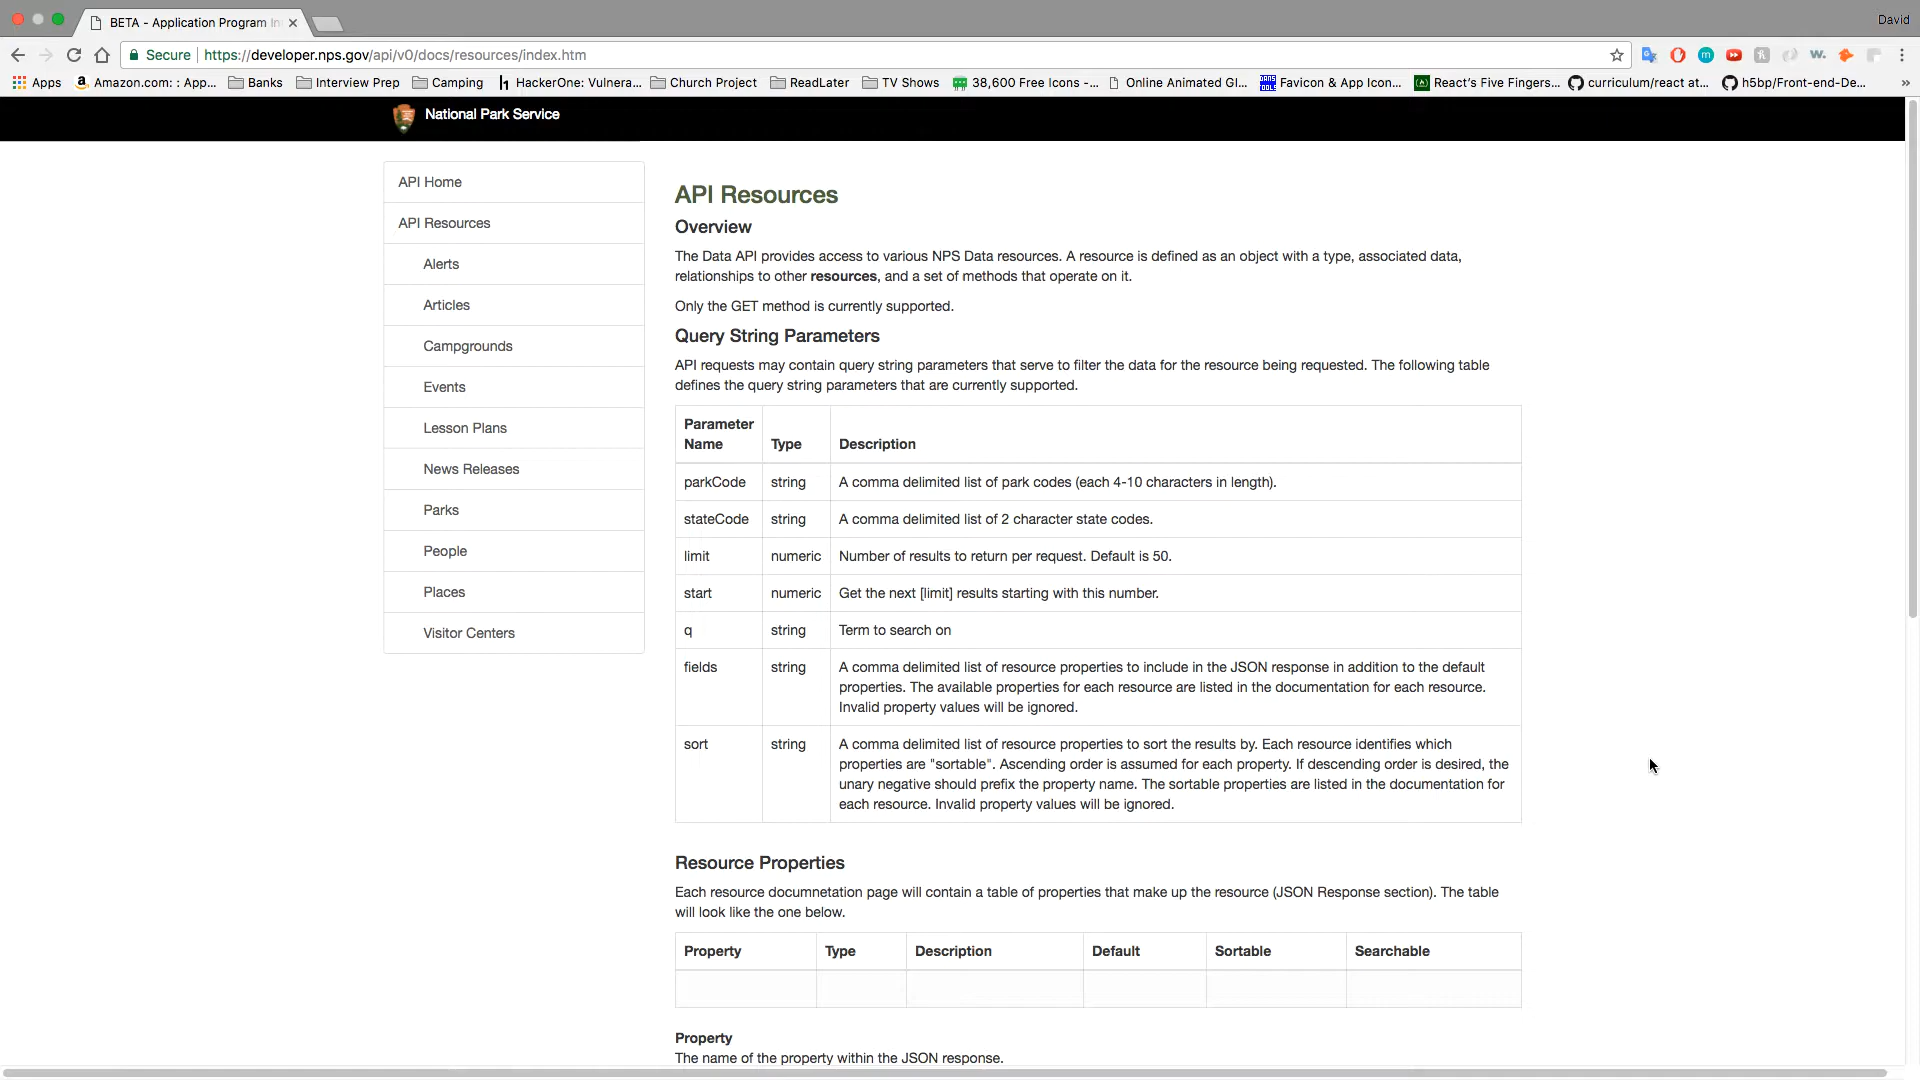 BETA - Application Program In
David
Secure https://developer.nps.gov/api/v0/docs/resources/index.htm
Apps Amazon.com: : App... Banks Interview Prep Camping HackerOne: Vulnera... Church Project ReadLater TV Shows 38,600 Free Icons -... Online Animated GI... Favicon & App Icon... React's Five Fingers... curriculum/react at... h5bp/Front-end-De... »
National Park Service
API Home
API Resources
Alerts
Articles
Campgrounds
Events
Lesson Plans
News Releases
Parks
People
Places
Visitor Centers
API Resources
Overview
The Data API provides access to various NPS Data resources. A resource is defined as an object with a type, associated data,
relationships to other resources, and a set of methods that operate on it.
Only the GET method is currently supported.
Query String Parameters
API requests may contain query string parameters that serve to filter the data for the resource being requested. The following table
defines the query string parameters that are currently supported.
Parameter
Name Type Description
parkCode string A comma delimited list of park codes (each 4-10 characters in length).
stateCode string A comma delimited list of 2 character state codes.
limit numeric Number of results to return per request. Default is 50.
start numeric Get the next [limit] results starting with this number.
q string Term to search on
fields string A comma delimited list of resource properties to include in the JSON response in addition to the default
properties. The available properties for each resource are listed in the documentation for each resource.
Invalid property values will be ignored.
sort string A comma delimited list of resource properties to sort the results by. Each resource identifies which
properties are "sortable". Ascending order is assumed for each property. If descending order is desired, the
unary negative should prefix the property name. The sortable properties are listed in the documentation for
each resource. Invalid property values will be ignored.
Resource Properties
Each resource documnetation page will contain a table of properties that make up the resource (JSON Response section). The table
will look like the one below.
Property Type Description Default Sortable Searchable
Property
The name of the property within the JSON response.